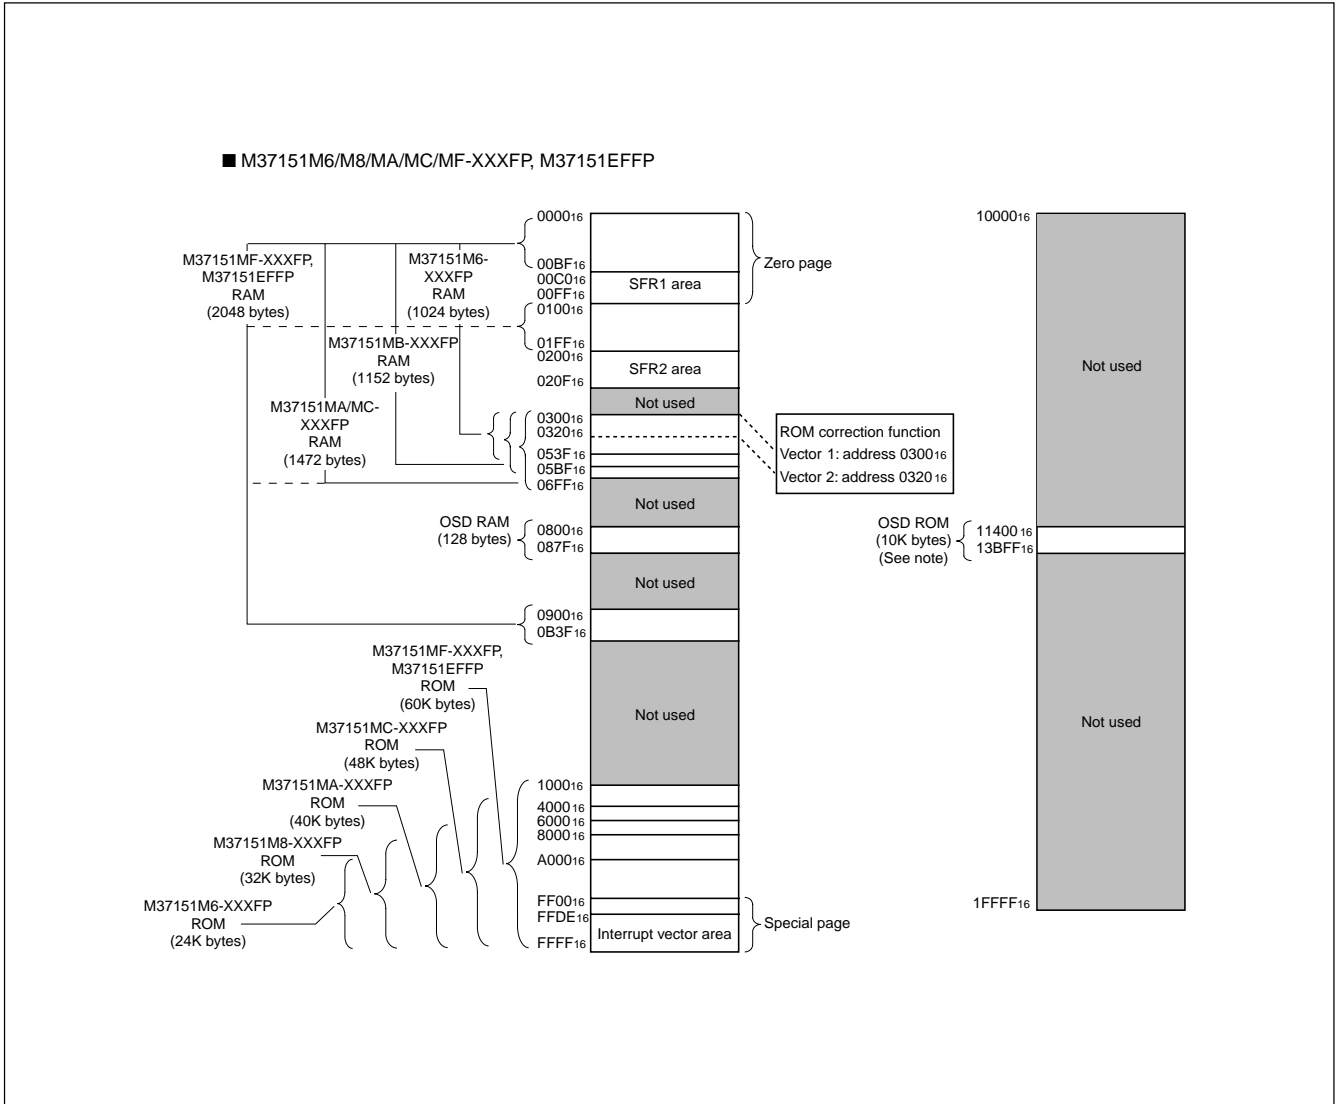 ■ M37151M6/M8/MA/MC/MF-XXXFP, M37151EFFP
M37151MF-XXXFP,
M37151EFFP
RAM
(2048 bytes)
M37151M6-
XXXFP
RAM
(1024 bytes)
M37151MB-XXXFP
RAM
(1152 bytes)
M37151MA/MC-
XXXFP
RAM
(1472 bytes)
OSD RAM
(128 bytes)
M37151MF-XXXFP,
M37151EFFP
ROM
(60K bytes)
M37151MC-XXXFP
ROM
(48K bytes)
M37151MA-XXXFP
ROM
(40K bytes)
M37151M8-XXXFP
ROM
(32K bytes)
M37151M6-XXXFP
ROM
(24K bytes)
000016
00BF16
00C016
00FF16
010016
01FF16
020016
020F16
030016
032016
053F16
05BF16
06FF16
080016
087F16
090016
0B3F16
100016
400016
600016
800016
A00016
FF0016
FFDE16
FFFF16
SFR1 area
SFR2 area
Not used
Not used
Not used
Not used
Interrupt vector area
Zero page
ROM correction function
Vector 1: address 030016
Vector 2: address 032016
Special page
1000016
OSD ROM
(10K bytes)
(See note)
1140016
13BFF16
1FFFF16
Not used
Not used